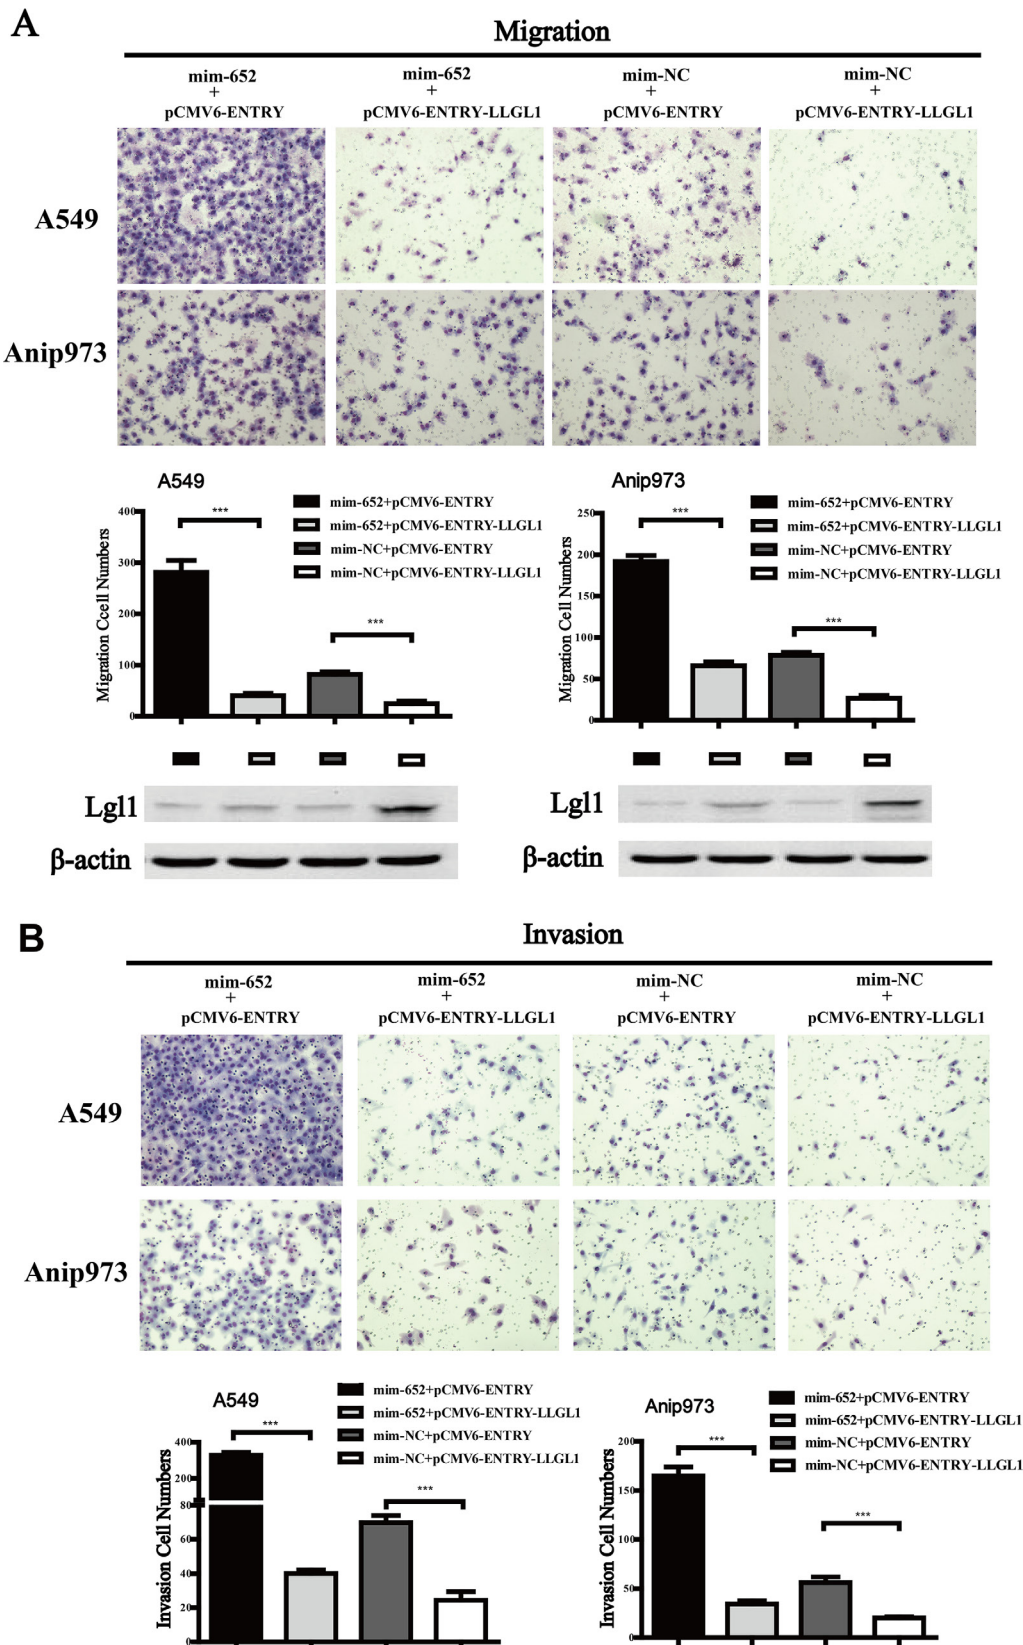 A
Migration
mim-652 mim-652 mim-NC mim-NC
+ + + +
pCMV6-ENTRY pCMV6-ENTRY-LLGL1 pCMV6-ENTRY pCMV6-ENTRY-LLGL1
A549
Anip973
A549
mim-652+pCMV6-ENTRY
mim-652+pCMV6-ENTRY-LLGL1
mim-NC+pCMV6-ENTRY
mim-NC+pCMV6-ENTRY-LLGL1
Migration Ccell Numbers
400
300
200
100
0
***
***
Anip973
mim-652+pCMV6-ENTRY
mim-652+pCMV6-ENTRY-LLGL1
mim-NC+pCMV6-ENTRY
mim-NC+pCMV6-ENTRY-LLGL1
Migration Cell Numbers
250
200
150
100
50
0
***
***
Lgl1
β-actin
Lgl1
β-actin
B
Invasion
mim-652 mim-652 mim-NC mim-NC
+ + + +
pCMV6-ENTRY pCMV6-ENTRY-LLGL1 pCMV6-ENTRY pCMV6-ENTRY-LLGL1
A549
Anip973
A549
mim-652+pCMV6-ENTRY
mim-652+pCMV6-ENTRY-LLGL1
mim-NC+pCMV6-ENTRY
mim-NC+pCMV6-ENTRY-LLGL1
Invasion Cell Numbers
400
200
80
60
40
20
0
***
***
Anip973
mim-652+pCMV6-ENTRY
mim-652+pCMV6-ENTRY-LLGL1
mim-NC+pCMV6-ENTRY
mim-NC+pCMV6-ENTRY-LLGL1
Invasion Cell Numbers
200
150
100
50
0
***
***